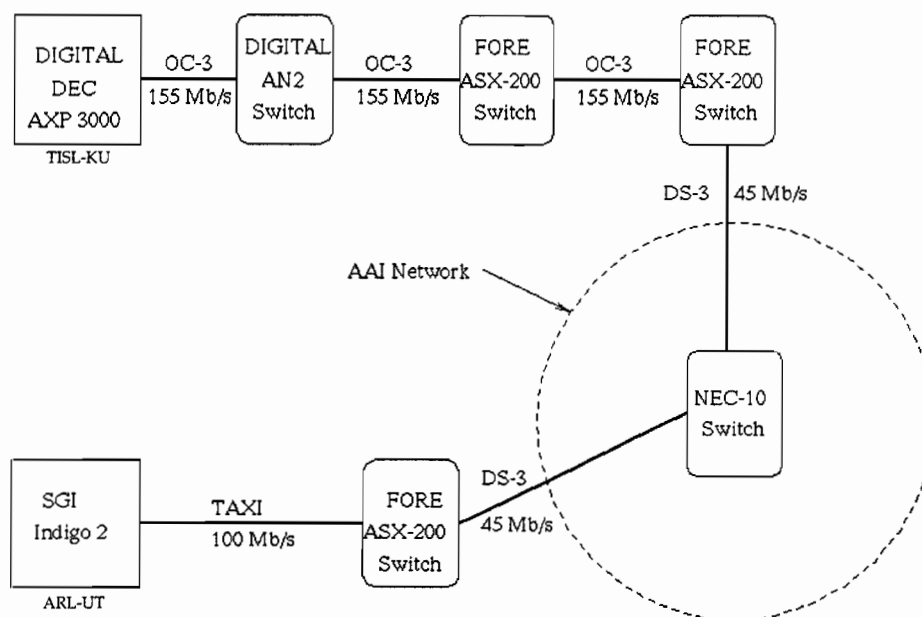 DIGITAL
DEC
AXP 3000
TISL-KU
OC-3
155 Mb/s
DIGITAL
AN2
Switch
OC-3
155 Mb/s
FORE
ASX-200
Switch
OC-3
155 Mb/s
FORE
ASX-200
Switch
DS-3
45 Mb/s
AAI Network
NEC-10
Switch
DS-3
45 Mb/s
SGI
Indigo 2
ARL-UT
TAXI
100 Mb/s
FORE
ASX-200
Switch